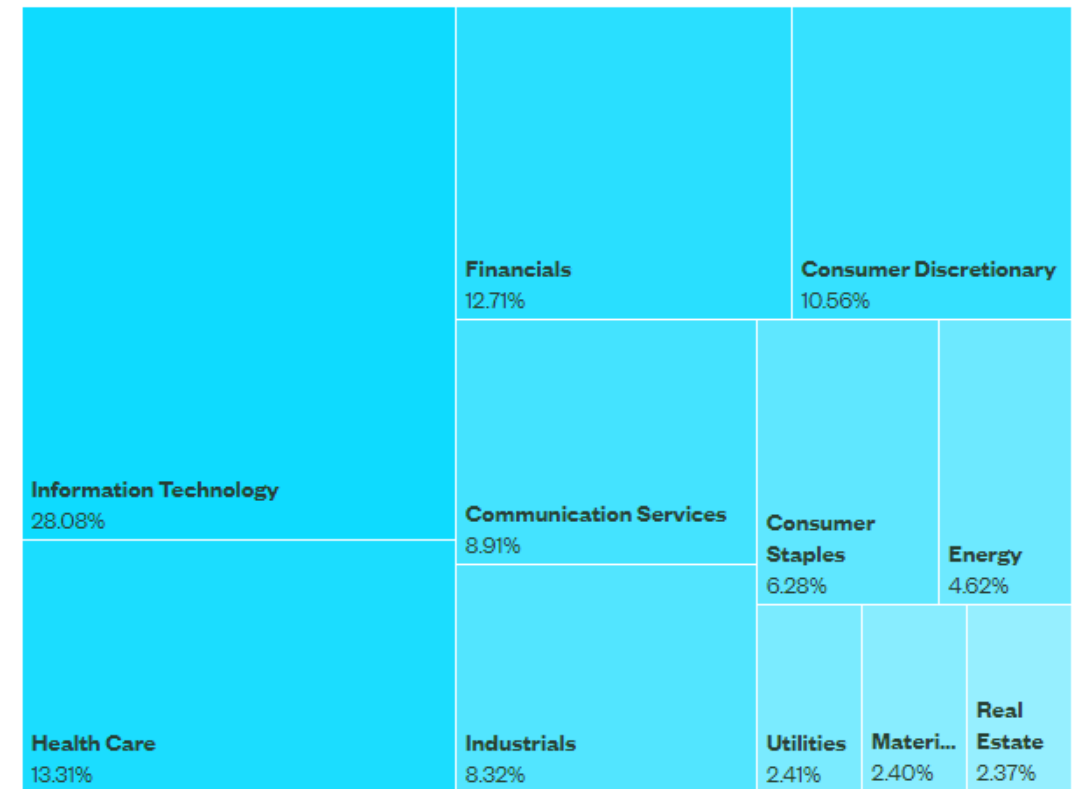 Information Technology
28.08%
Health Care
13.31%
Financials
12.71%
Consumer Discretionary
10.56%
Communication Services
8.91%
Industrials
8.32%
Consumer
Staples
6.28%
Energy
4.62%
Utilities
2.41%
Materi...
2.40%
Real
Estate
2.37%